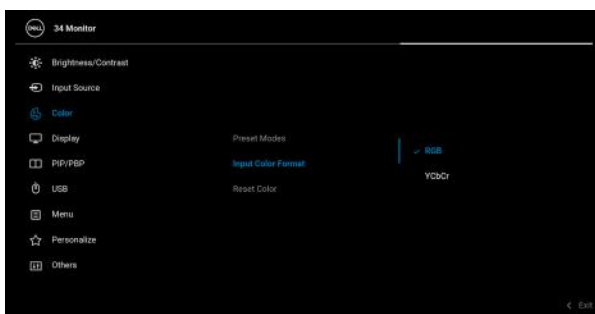 DELL
34 Monitor
Brightness/Contrast
Input Source
Color
Display
PIP/PBP
USB
Menu
Personalize
Others
Preset Modes
Input Color Format
Reset Color
RGB
YCbCr
Exit